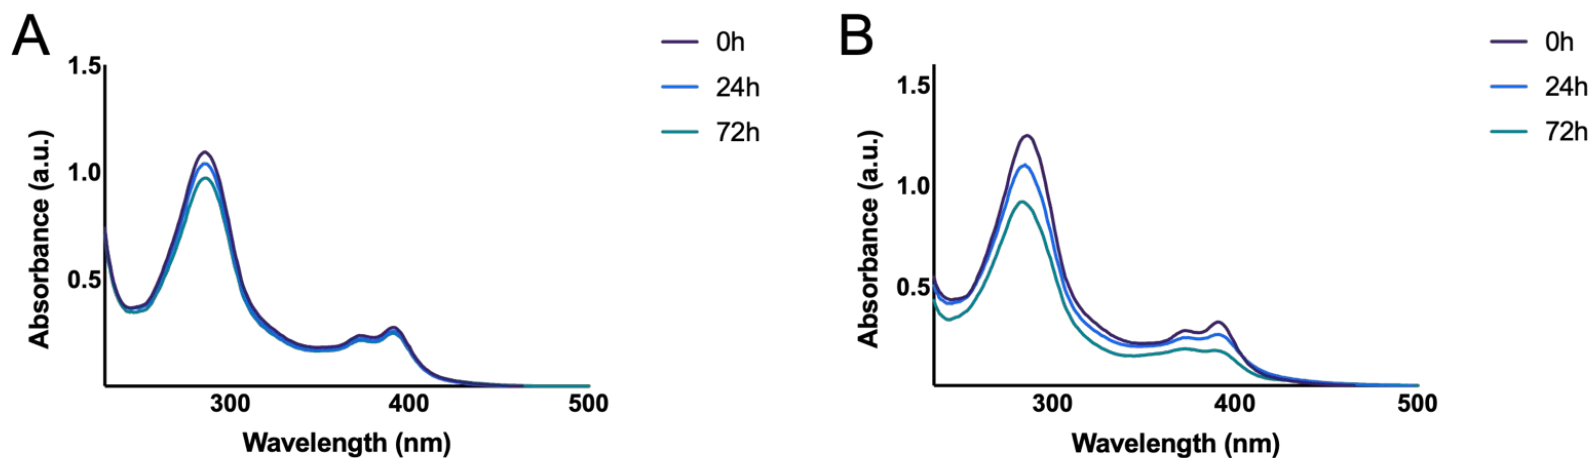 A
0h
24h
72h
1.5
1.0
0.5
Absorbance (a.u.)
300 400 500
Wavelength (nm)
B
0h
24h
72h
1.5
1.0
0.5
Absorbance (a.u.)
300 400 500
Wavelength (nm)